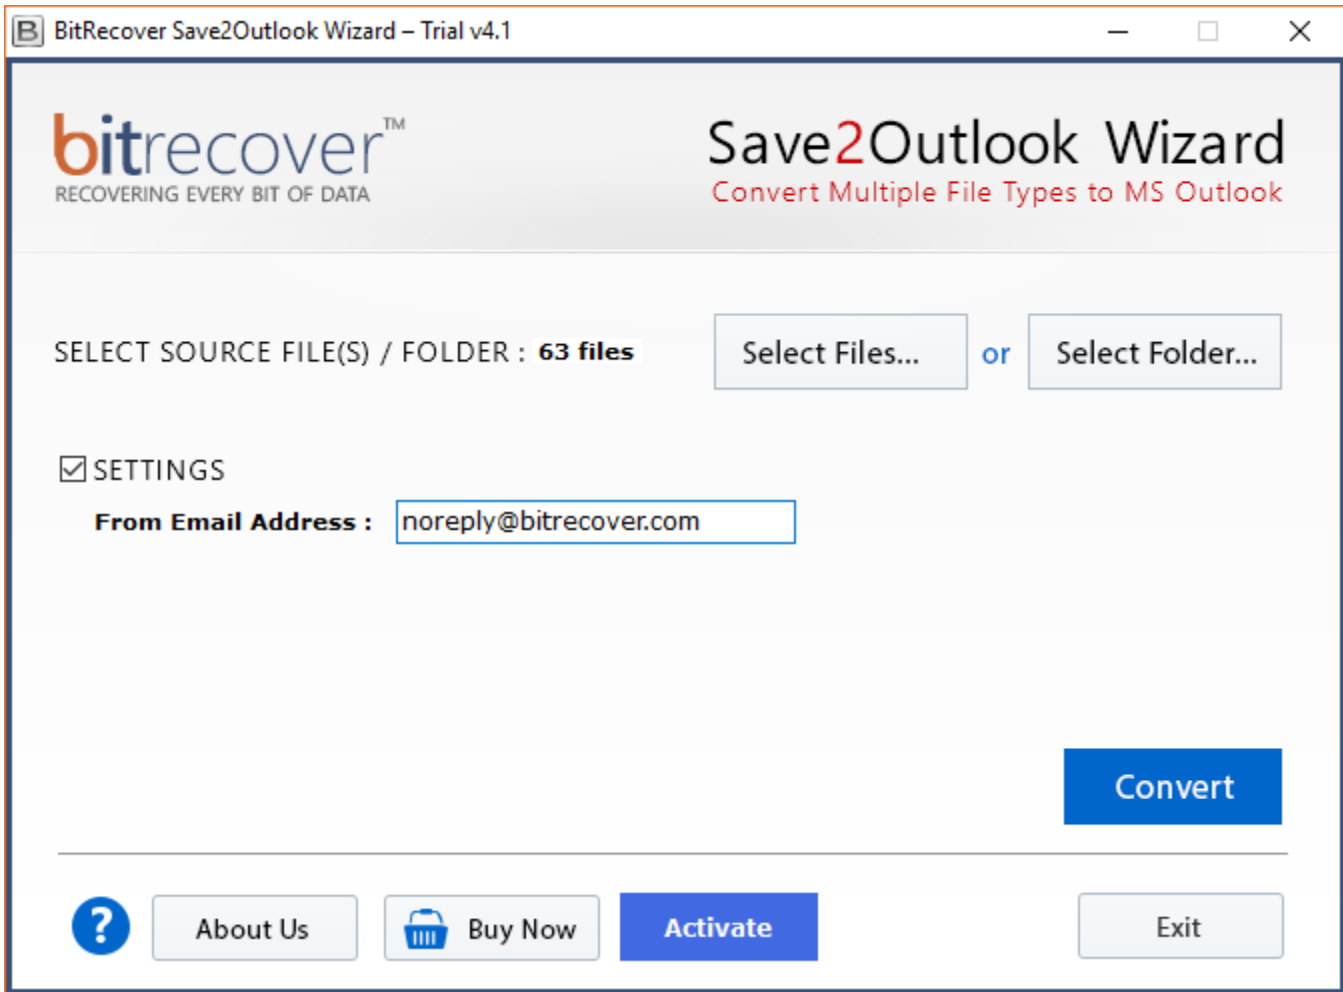 BitRecover Save2Outlook Wizard – Trial v4.1
bitrecover™
RECOVERING EVERY BIT OF DATA
Save2Outlook Wizard
Convert Multiple File Types to MS Outlook
SELECT SOURCE FILE(S) / FOLDER : 63 files Select Files... or Select Folder...
SETTINGS
From Email Address : noreply@bitrecover.com
Convert
? About Us Buy Now Activate Exit